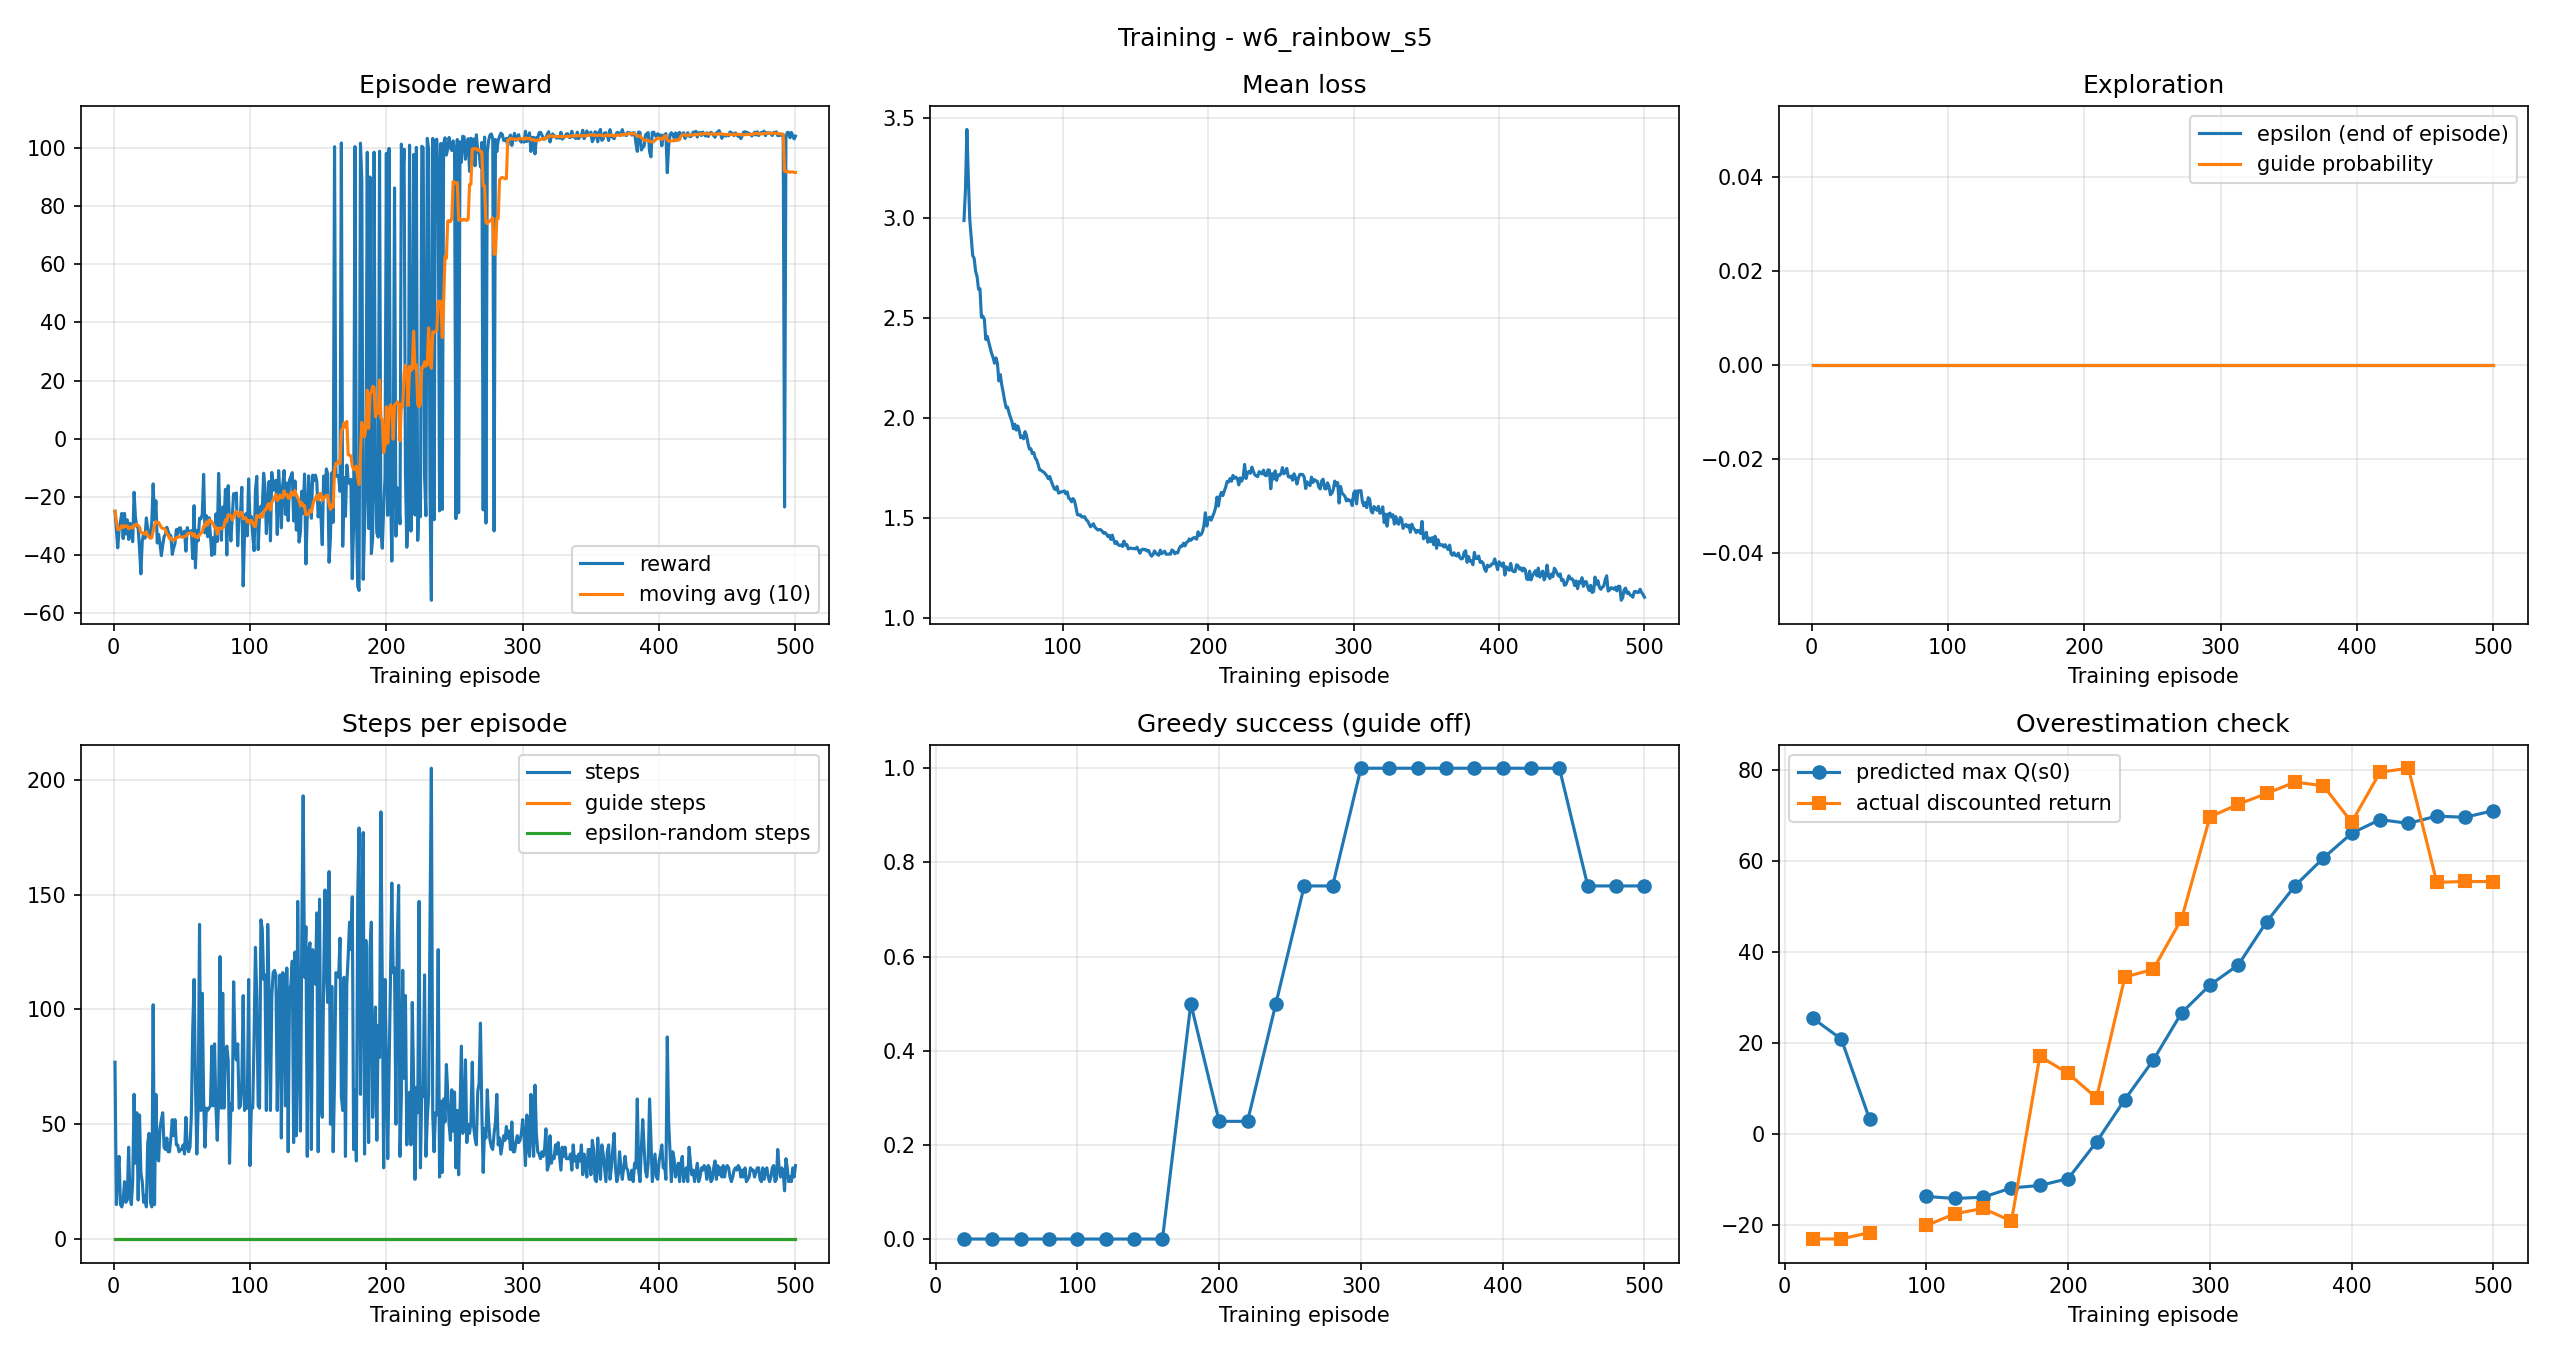 Training - w6_rainbow_s5
Episode reward
100
80
60
40
20
0
−20
−40
−60
reward
moving avg (10)
0 100 200 300 400 500
Training episode
Mean loss
3.5
3.0
2.5
2.0
1.5
1.0
100 200 300 400 500
Training episode
Exploration
0.04
0.02
0.00
−0.02
−0.04
epsilon (end of episode)
guide probability
0 100 200 300 400 500
Training episode
Steps per episode
200
150
100
50
0
steps
guide steps
epsilon-random steps
0 100 200 300 400 500
Training episode
Greedy success (guide off)
1.0
0.8
0.6
0.4
0.2
0.0
0 100 200 300 400 500
Training episode
Overestimation check
80
60
40
20
0
−20
predicted max Q(s0)
actual discounted return
0 100 200 300 400 500
Training episode